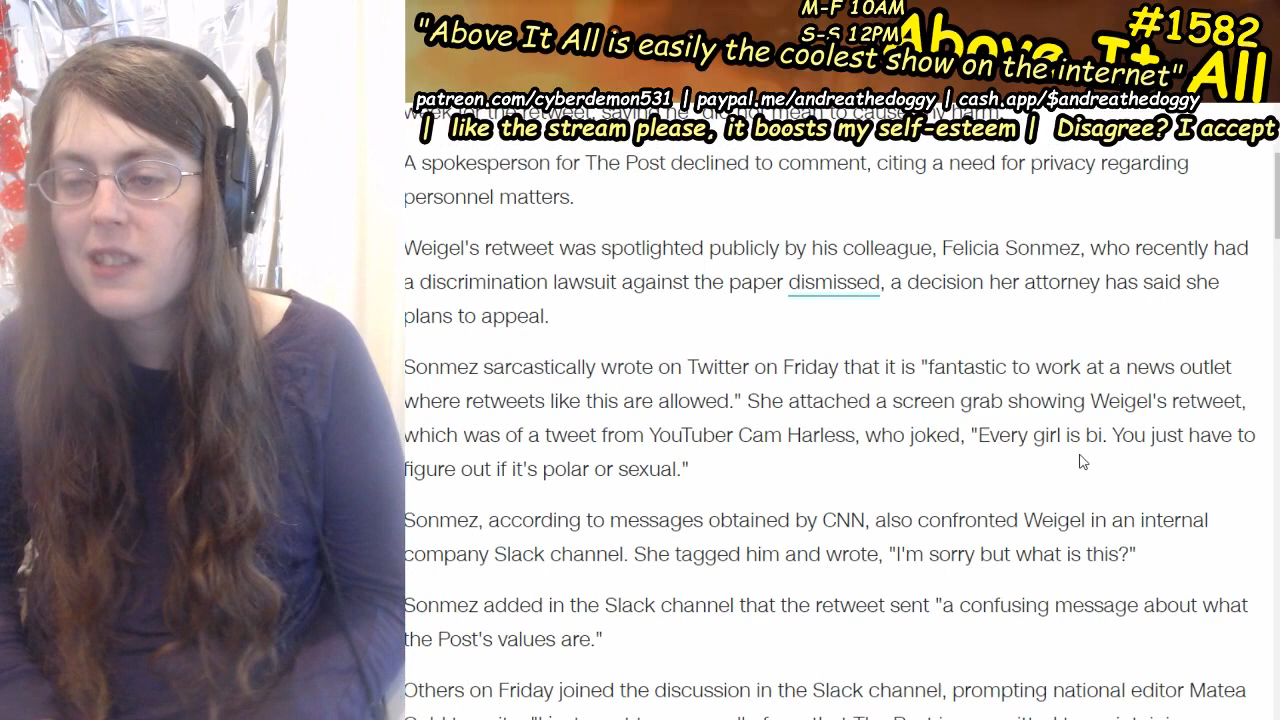 M-F 10AM
S-S 12PM
Above It All
#1582
"Above It All is easily the coolest show on the internet"
patreon.com/cyberdemon531 | paypal.me/andreathedoggy | cash.app/$andreathedoggy
| like the stream please, it boosts my self-esteem | Disagree? I accept
A spokesperson for The Post declined to comment, citing a need for privacy regarding
personnel matters.
Weigel's retweet was spotlighted publicly by his colleague, Felicia Sonmez, who recently had
a discrimination lawsuit against the paper dismissed, a decision her attorney has said she
plans to appeal.
Sonmez sarcastically wrote on Twitter on Friday that it is "fantastic to work at a news outlet
where retweets like this are allowed." She attached a screen grab showing Weigel's retweet,
which was of a tweet from YouTuber Cam Harless, who joked, "Every girl is bi. You just have to
figure out if it's polar or sexual."
Sonmez, according to messages obtained by CNN, also confronted Weigel in an internal
company Slack channel. She tagged him and wrote, "I'm sorry but what is this?"
Sonmez added in the Slack channel that the retweet sent "a confusing message about what
the Post's values are."
Others on Friday joined the discussion in the Slack channel, prompting national editor Matea